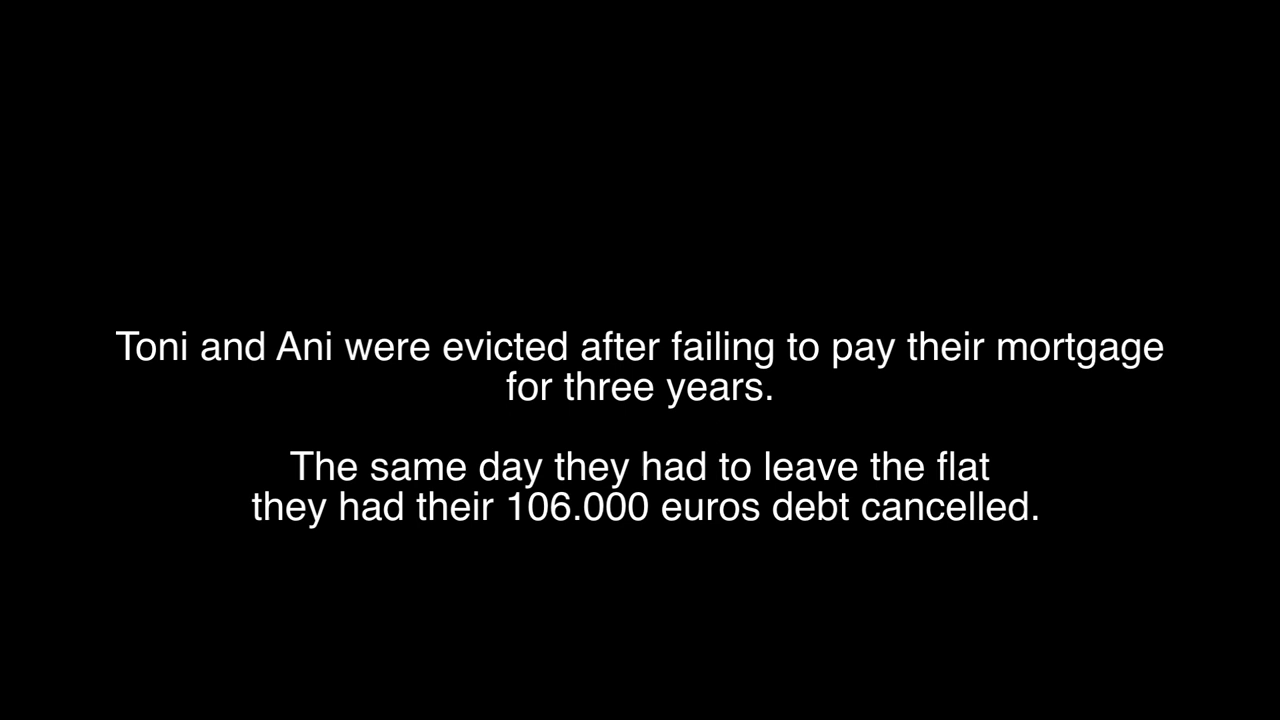 Toni and Ani were evicted after failing to pay their mortgage
for three years.
The same day they had to leave the flat
they had their 106.000 euros debt cancelled.